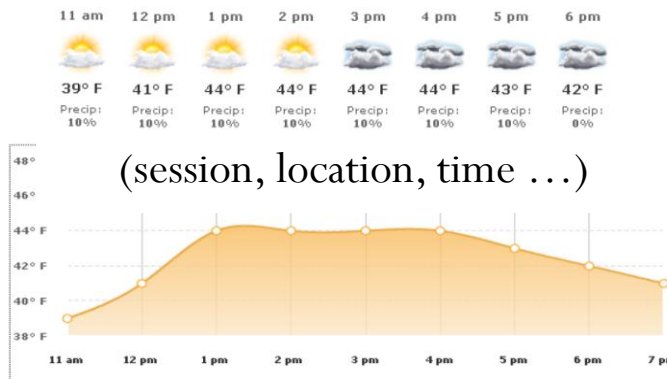 11 am 12 pm 1 pm 2 pm 3 pm 4 pm 5 pm 6 pm
39° F 41° F 44° F 44° F 44° F 44° F 43° F 42° F
Precip: Precip: Precip: Precip: Precip: Precip: Precip: Precip:
10% 10% 10% 10% 10% 10% 10% 0%
48°
(session, location, time …)
46°
44° F
42° F
40° F
38° F
11 am 12 pm 1 pm 2 pm 3 pm 4 pm 5 pm 6 pm 7 p